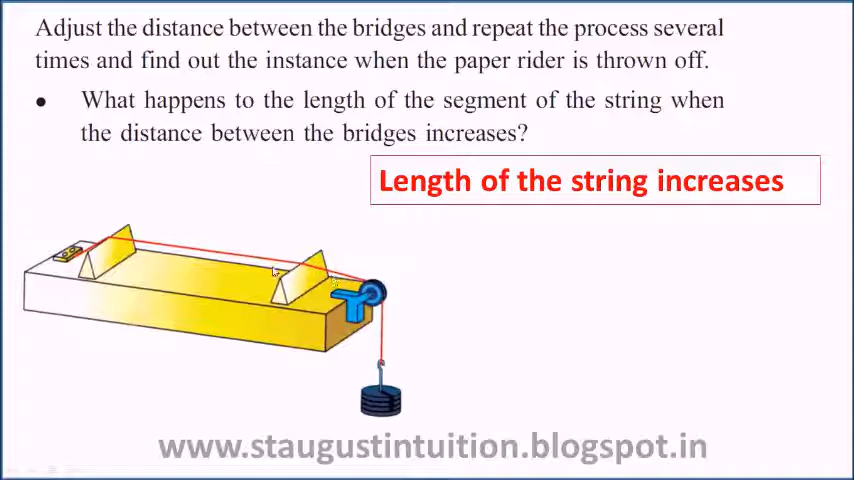 Adjust the distance between the bridges and repeat the process several
times and find out the instance when the paper rider is thrown off.
• What happens to the length of the segment of the string when
the distance between the bridges increases?
Length of the string increases
www.staugustintuition.blogspot.in